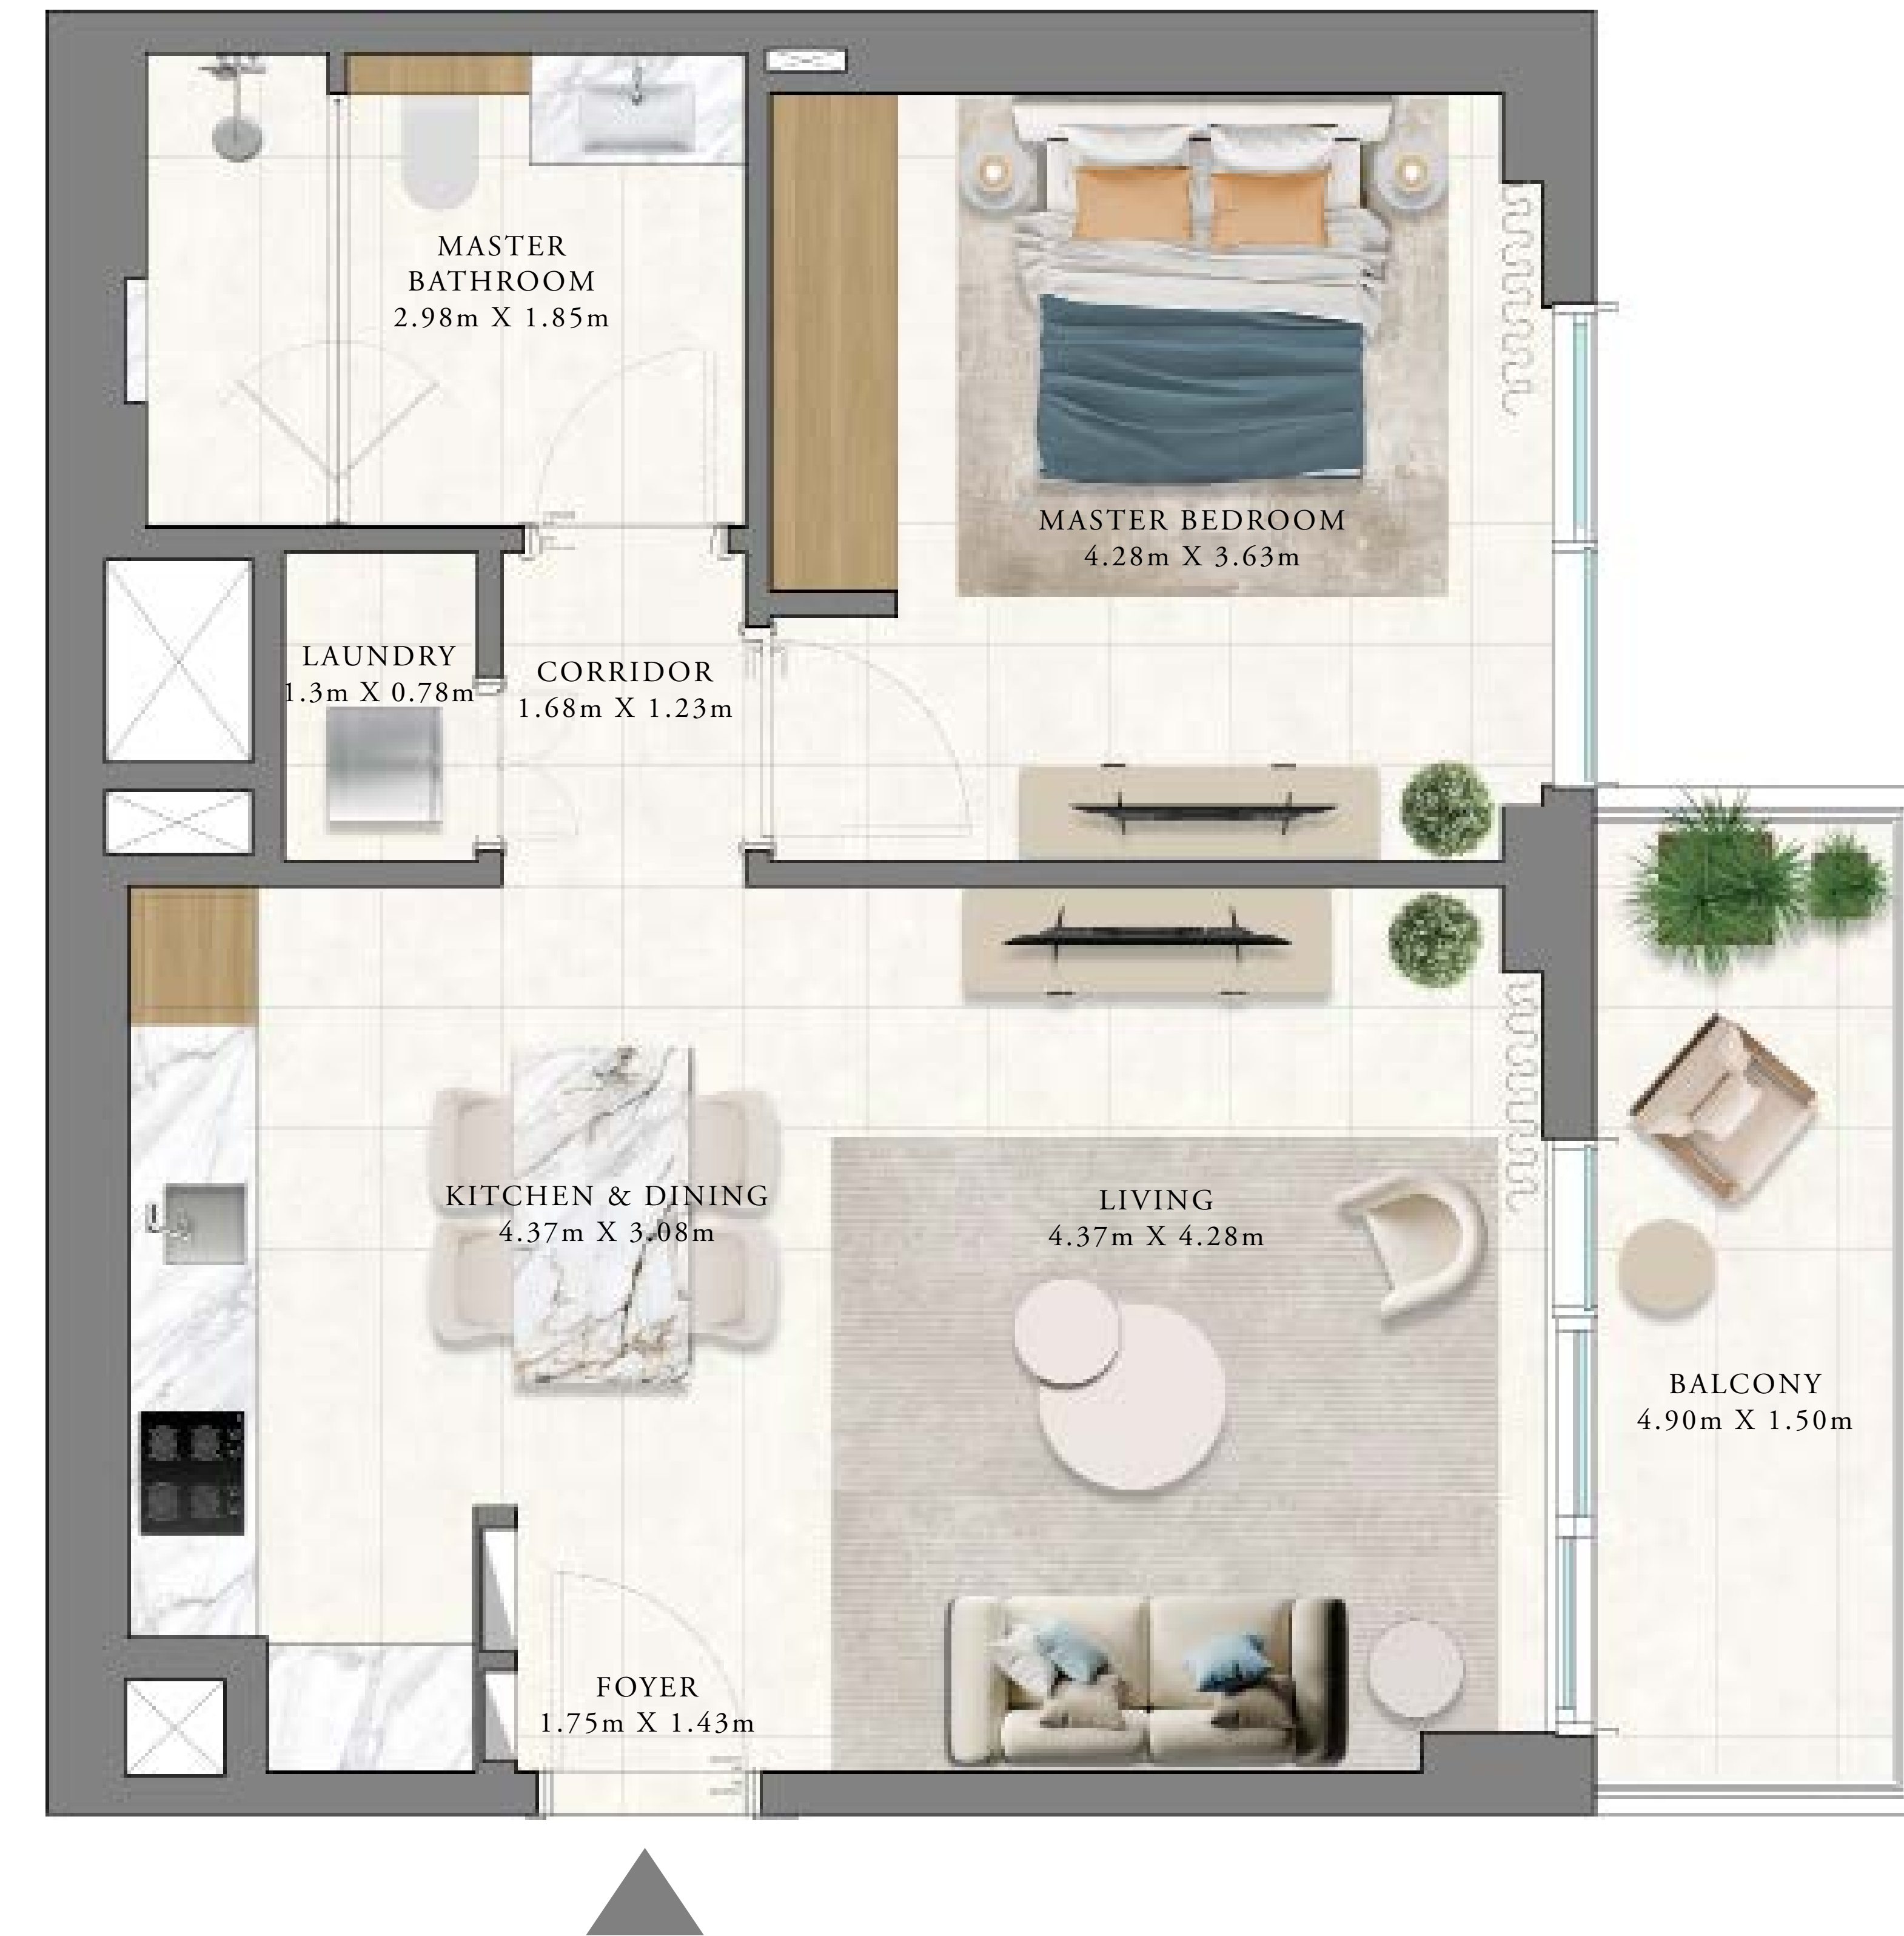 MASTER
BATHROOM
2.98m X 1.85m
MASTER BEDROOM
4.28m X 3.63m
LAUNDRY
1.3m X 0.78m
CORRIDOR
1.68m X 1.23m
KITCHEN & DINING
4.37m X 3.08m
LIVING
4.37m X 4.28m
BALCONY
4.90m X 1.50m
FOYER
1.75m X 1.43m